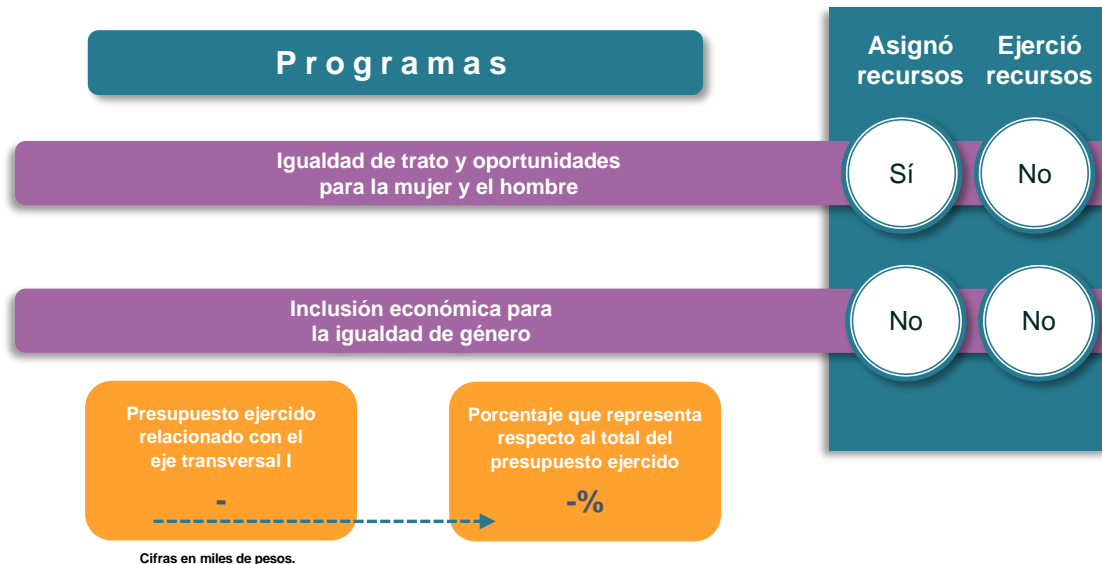 Programas
Asignó
recursos
Ejerció
recursos
Igualdad de trato y oportunidades
para la mujer y el hombre
Sí
No
Inclusión económica para
la igualdad de género
No
No
Presupuesto ejercido
relacionado con el
eje transversal I
-
Porcentaje que representa
respecto al total del
presupuesto ejercido
-%
Cifras en miles de pesos.